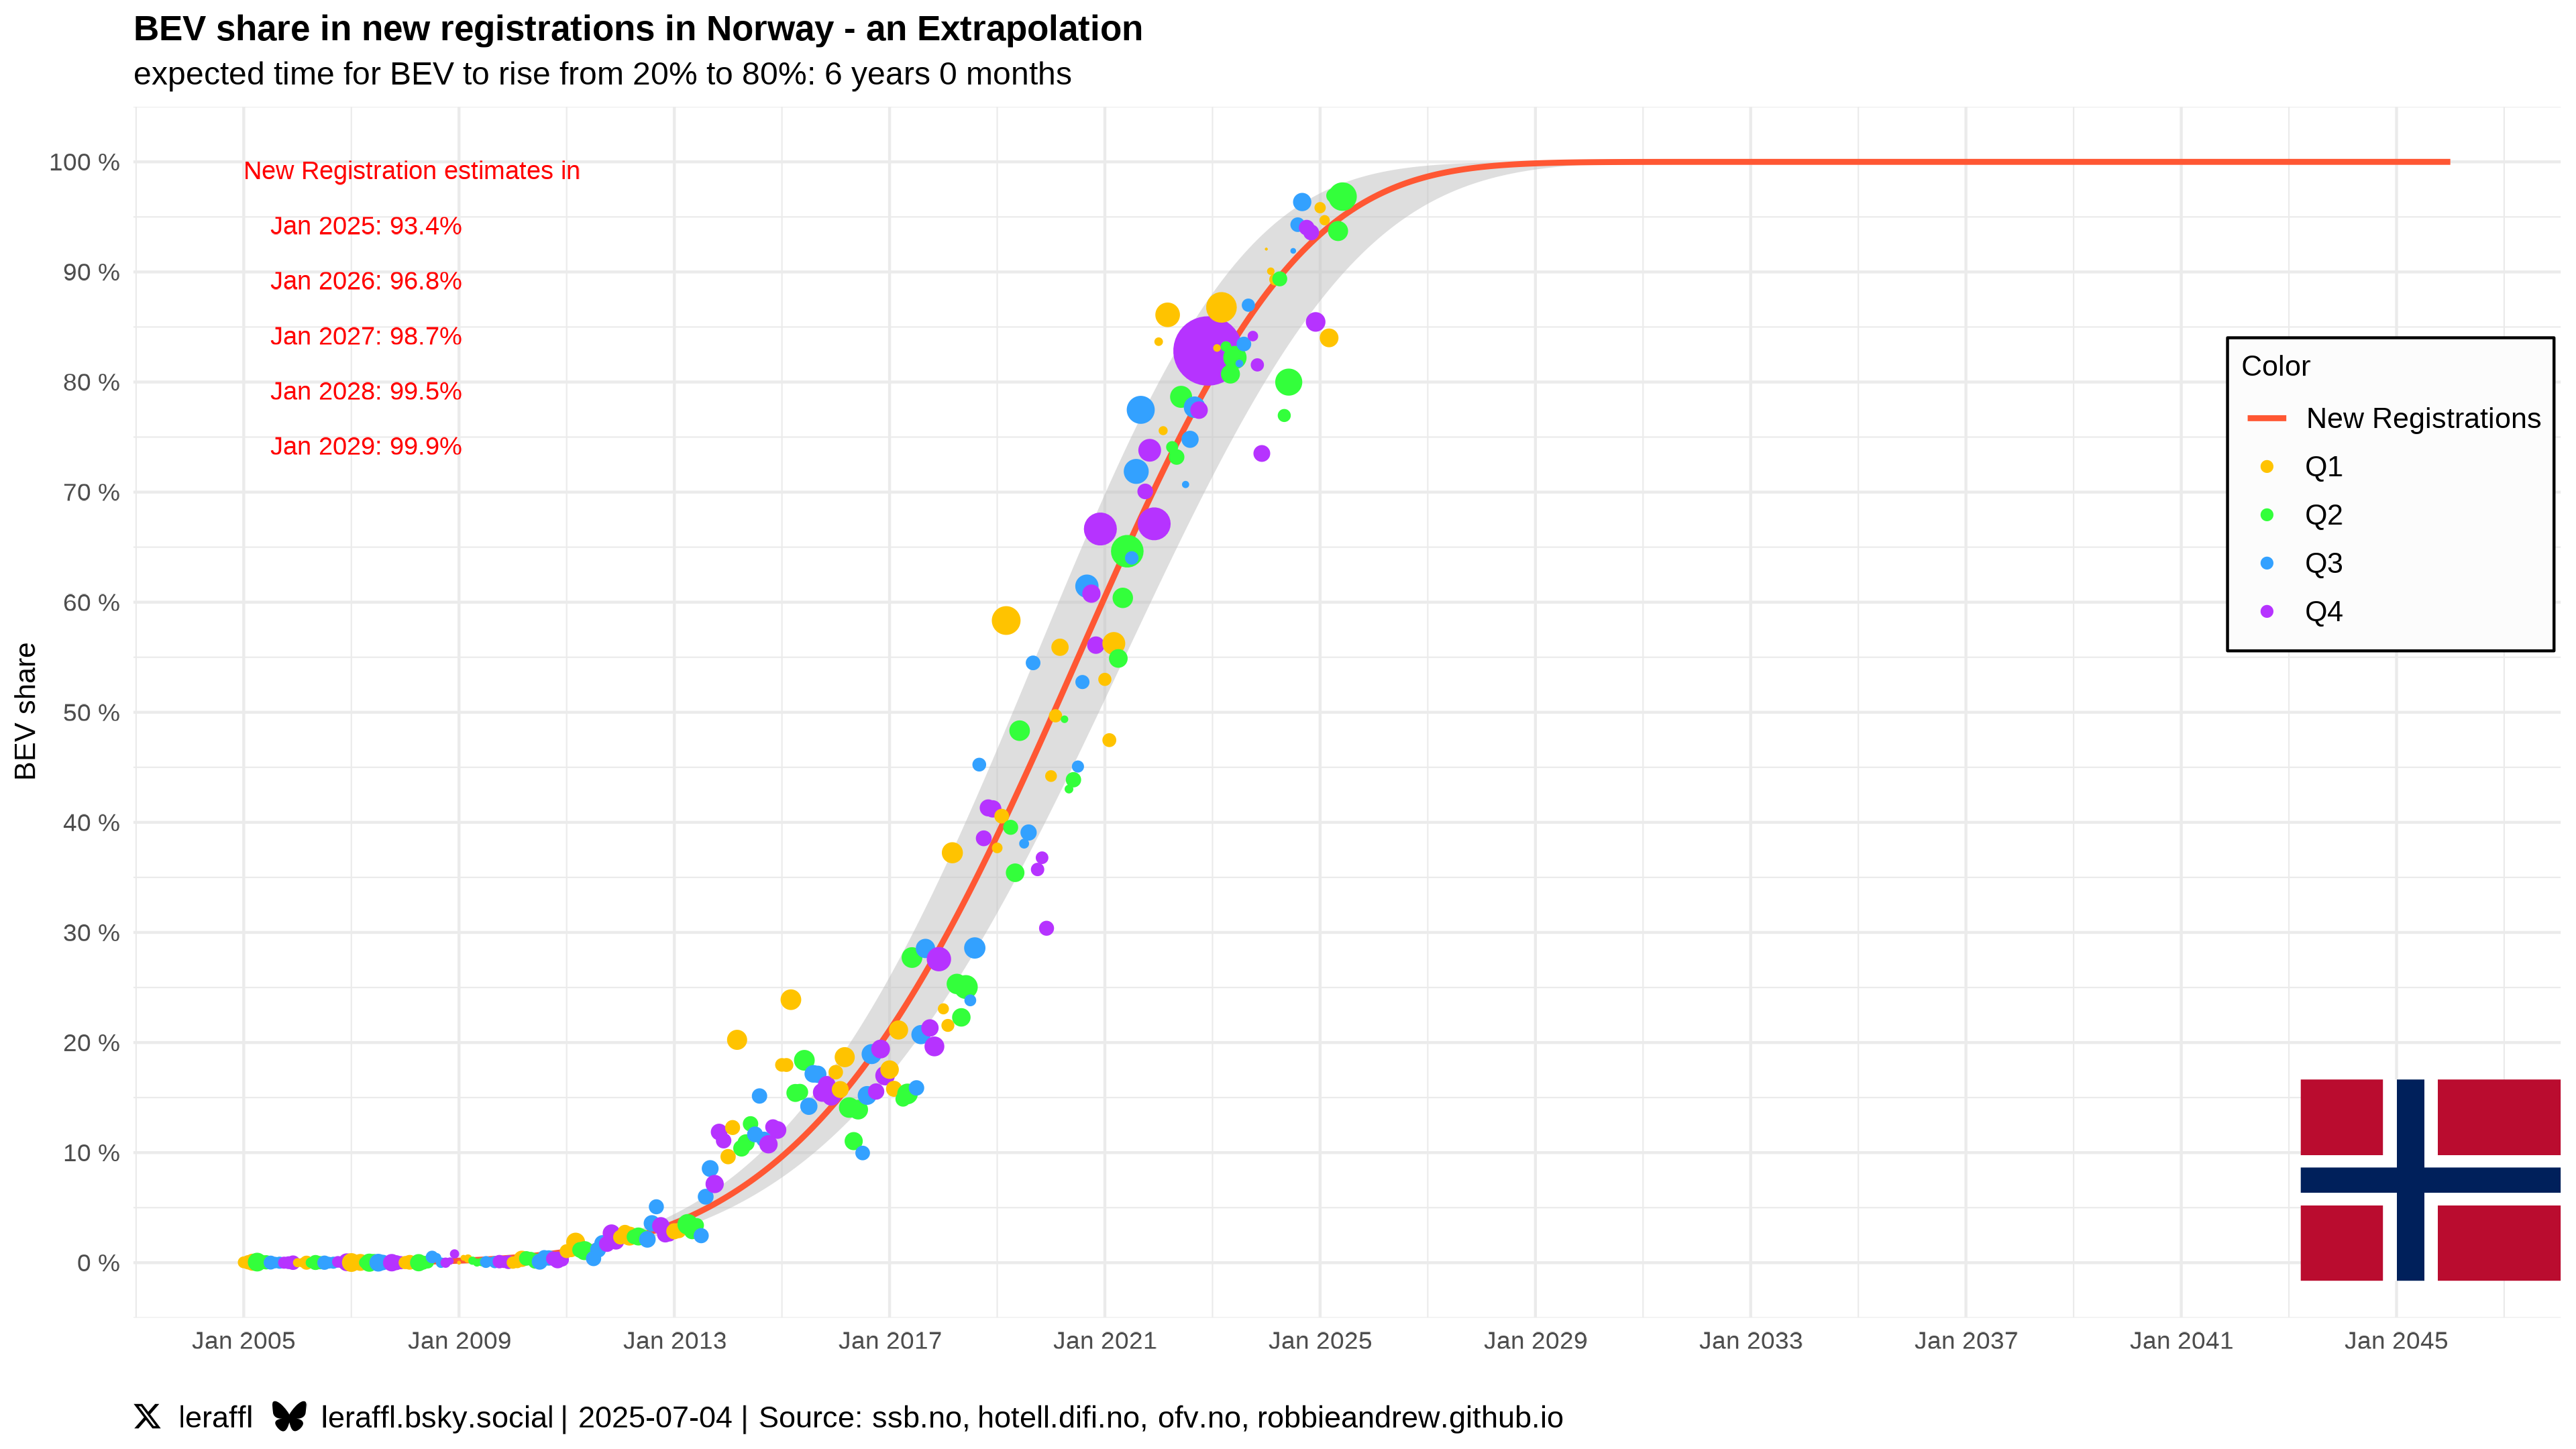 BEV share in new registrations in Norway - an Extrapolation
expected time for BEV to rise from 20% to 80%: 6 years 0 months
New Registration estimates in
Jan 2025: 93.4%
Jan 2026: 96.8%
Jan 2027: 98.7%
Jan 2028: 99.5%
Jan 2029: 99.9%
BEV share
100 %
90 %
80 %
70 %
60 %
50 %
40 %
30 %
20 %
10 %
0 %
Color
New Registrations
Q1
Q2
Q3
Q4
Jan 2005 Jan 2009 Jan 2013 Jan 2017 Jan 2021 Jan 2025 Jan 2029 Jan 2033 Jan 2037 Jan 2041 Jan 2045
leraffl leraffl.bsky.social | 2025-07-04 | Source: ssb.no, hotell.difi.no, ofv.no, robbieandrew.github.io